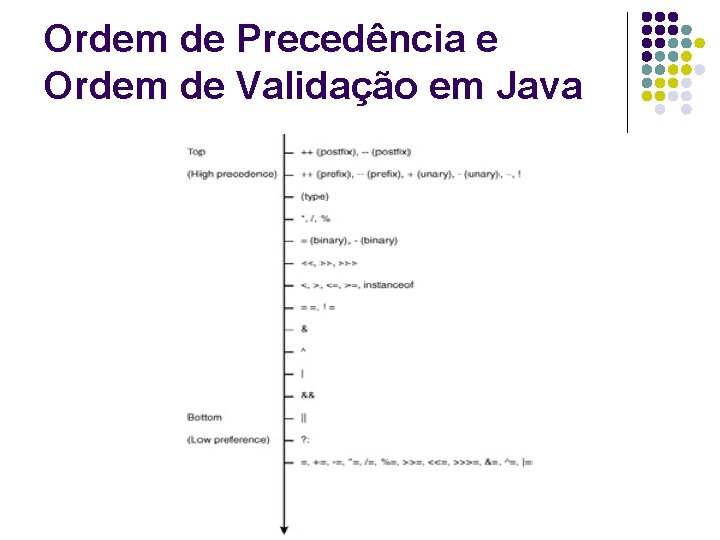 Ordem de Precedência e
Ordem de Validação em Java
Top
++ (postfix), -- (postfix)
(High precedence)
++ (prefix), -- (prefix), + (unary), - (unary), ~, !
(type)
*, /, %
= (binary), - (binary)
<<, >>, >>>
<, >, <=, >=, instanceof
= =, ! =
&
^
|
&&
Bottom
||
(Low preference)
?:
=, +=, -=, *=, /=, %=, >>=, <<=, >>>=, &=, ^=, |=